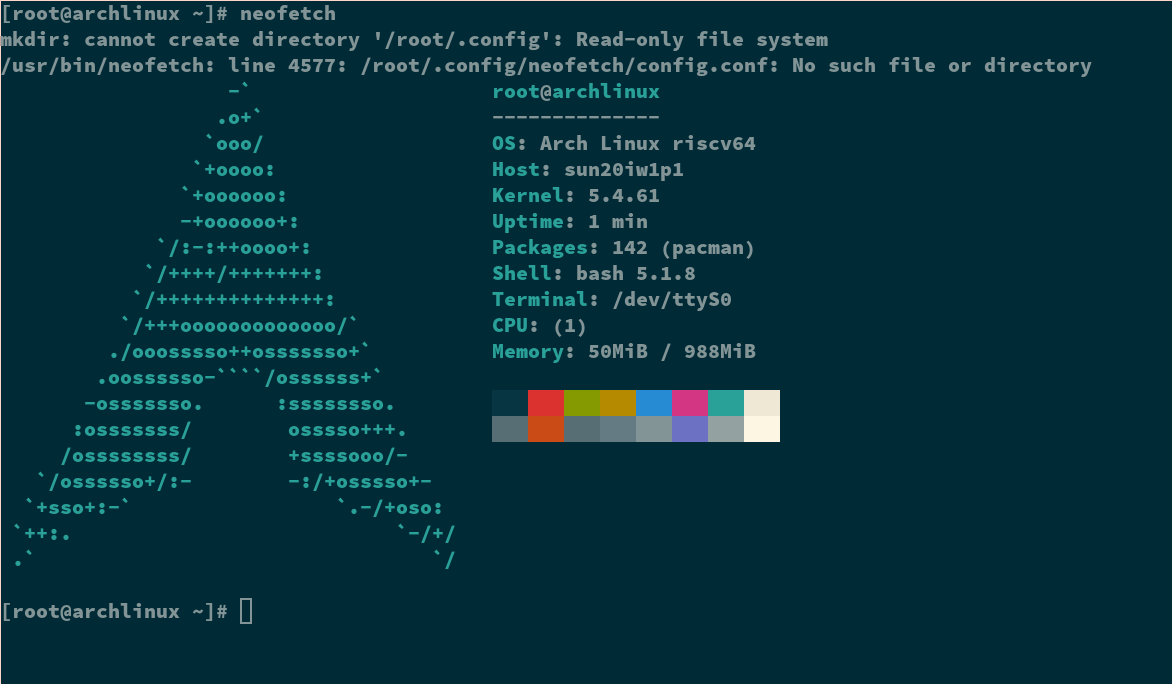 [root@archlinux ~]# neofetch
mkdir: cannot create directory '/root/.config': Read-only file system
/usr/bin/neofetch: line 4577: /root/.config/neofetch/config.conf: No such file or directory
                   -`                    root@archlinux
                  .o+`                   --------------
                 `ooo/                   OS: Arch Linux riscv64
                `+oooo:                  Host: sun20iw1p1
               `+oooooo:                 Kernel: 5.4.61
               -+oooooo+:                Uptime: 1 min
             `/:-:++oooo+:               Packages: 142 (pacman)
            `/++++/+++++++:              Shell: bash 5.1.8
           `/++++++++++++++:             Terminal: /dev/ttyS0
          `/+++ooooooooooooo/`           CPU: (1)
         ./ooosssso++osssssso+`          Memory: 50MiB / 988MiB
        .oossssso-````/ossssss+`
       -osssssso.      :ssssssso.
      :osssssss/        osssso+++.
     /ossssssss/        +ssssooo/-
   `/ossssso+/:-        -:/+osssso+-
  `+sso+:-`                 `.-/+oso:
 `++:.                           `-/+/
 .`                                 `/
[root@archlinux ~]#